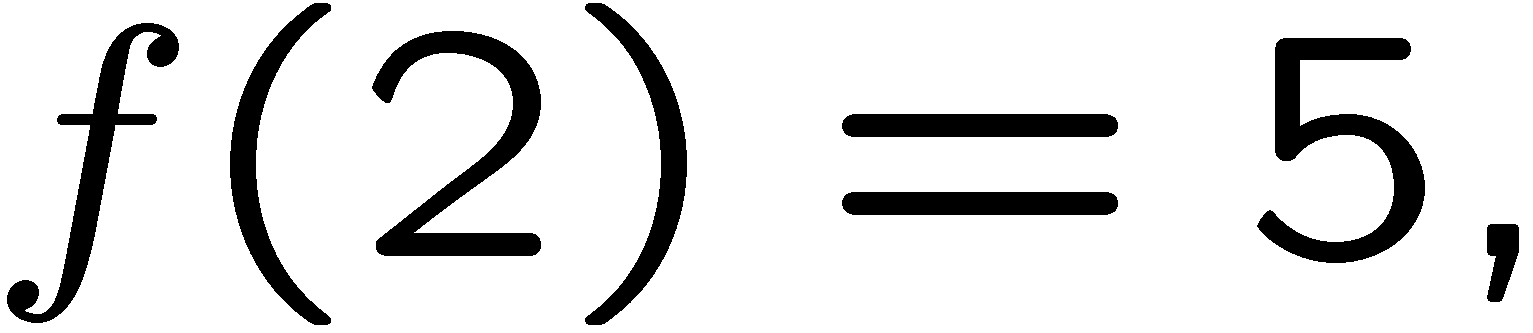 f(2) = 5,